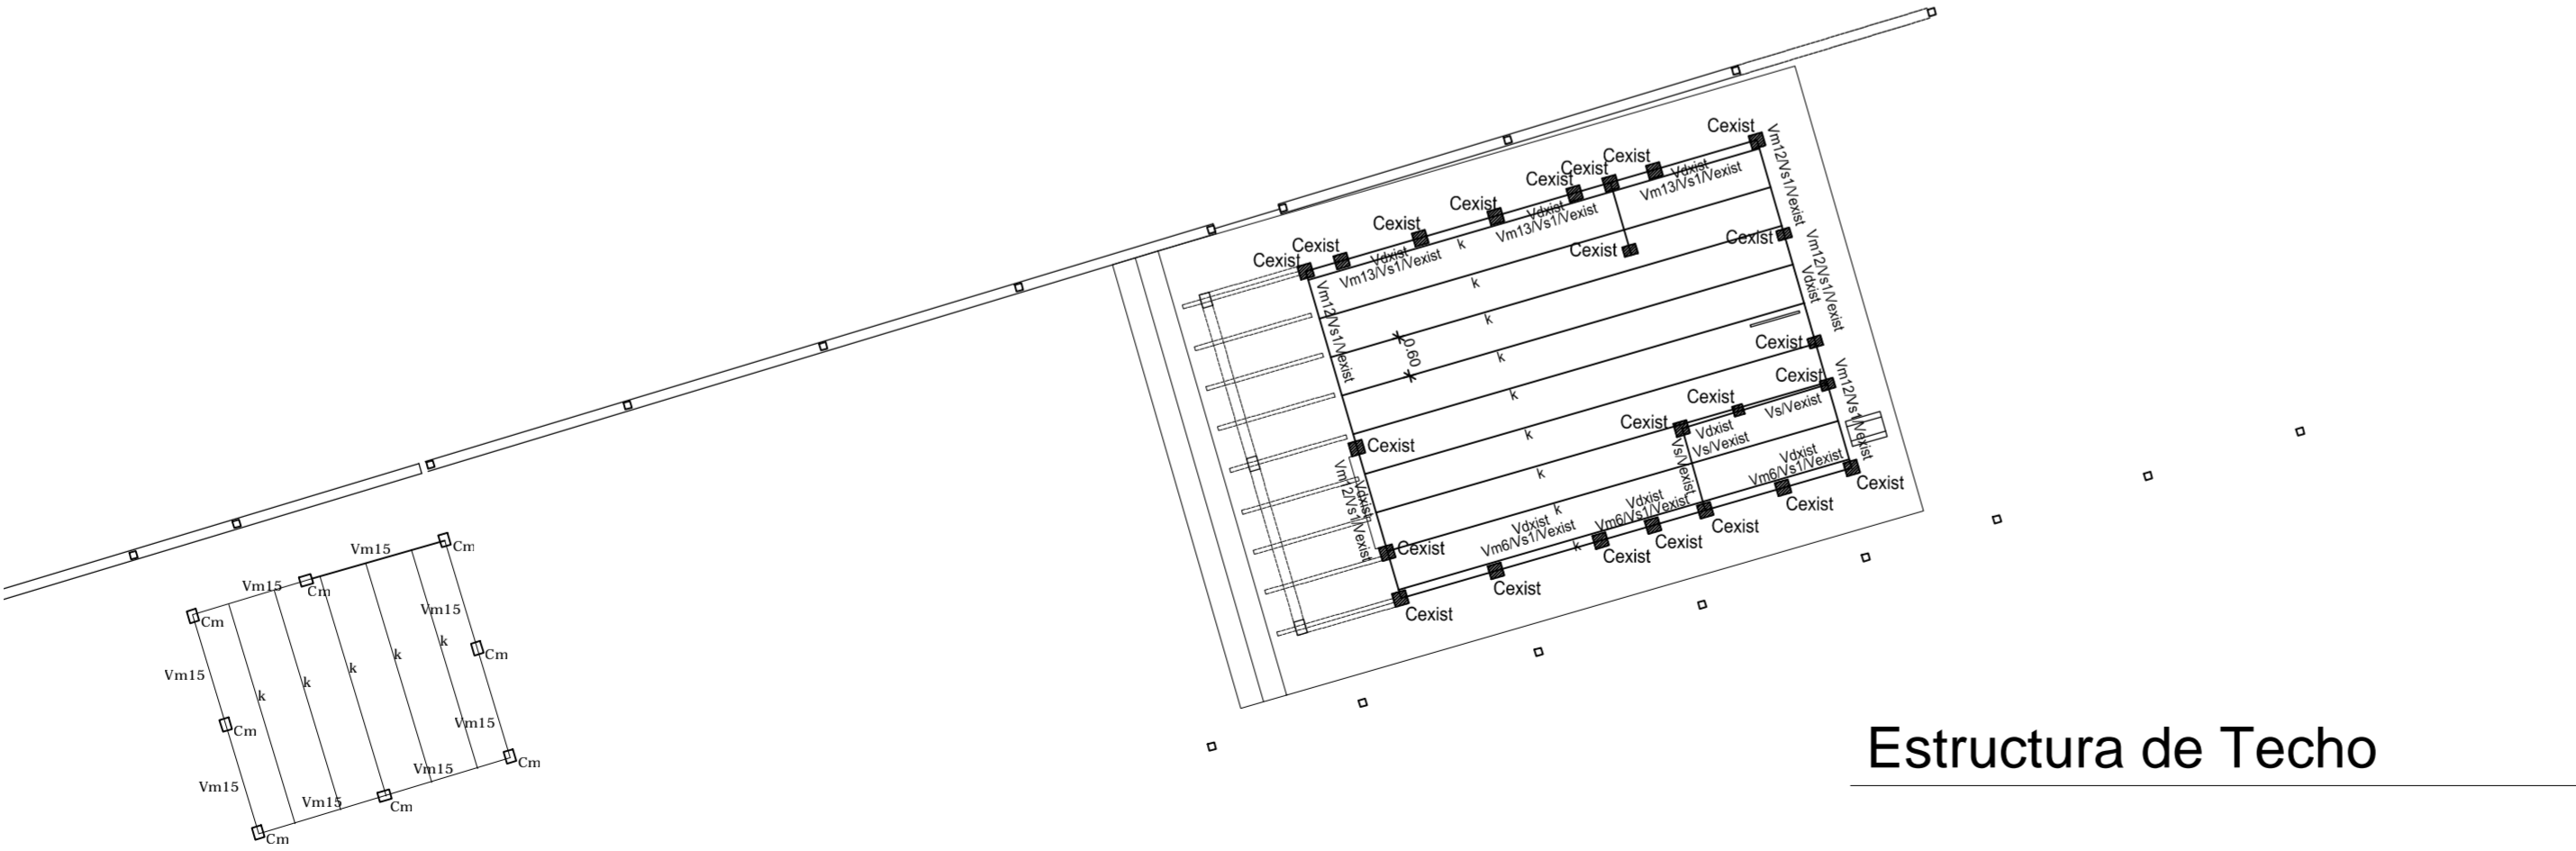 Cexist
Vm12/Vs1/Vexist
Cexist
Vdxist
Vm13/Vs1/Vexist
Cexist
Cexist
Vdxist
Vm13/Vs1/Vexist
Cexist
Cexist
Cexist
Cexist
Vdxist
Vm13/Vs1/Vexist
k
Cexist
Cexist
Vm12/Vs1/Vexist
Vdxist
Vm12/Vs1/Vexist
k
k
0.60
k
k
Cexist
Cexist
Vm12/Vs1/Vexist
Cexist
Vs/Vexist
Cexist
Vdxist
Vs/Vexist
Vs/Vexist
k
k
Cexist
Vm12/Vs1/Vexist
Vdxist
Vdxist
Vm6/Vs1/Vexist
Cexist
Cexist
Vdxist
Vm6/Vs1/Vexist
k
Cexist
Vdxist
Vm6/Vs1/Vexist
k
Cexist
Cexist
Cexist
Cexist
Cexist
Vm15
Cm
Vm15
Cm
Vm15
Cm
k
k
k
Cm
k
Vm15
k
Vm15
Cm
Vm15
Cm
Vm15
Vm15
Cm
Cm
Estructura de Techo